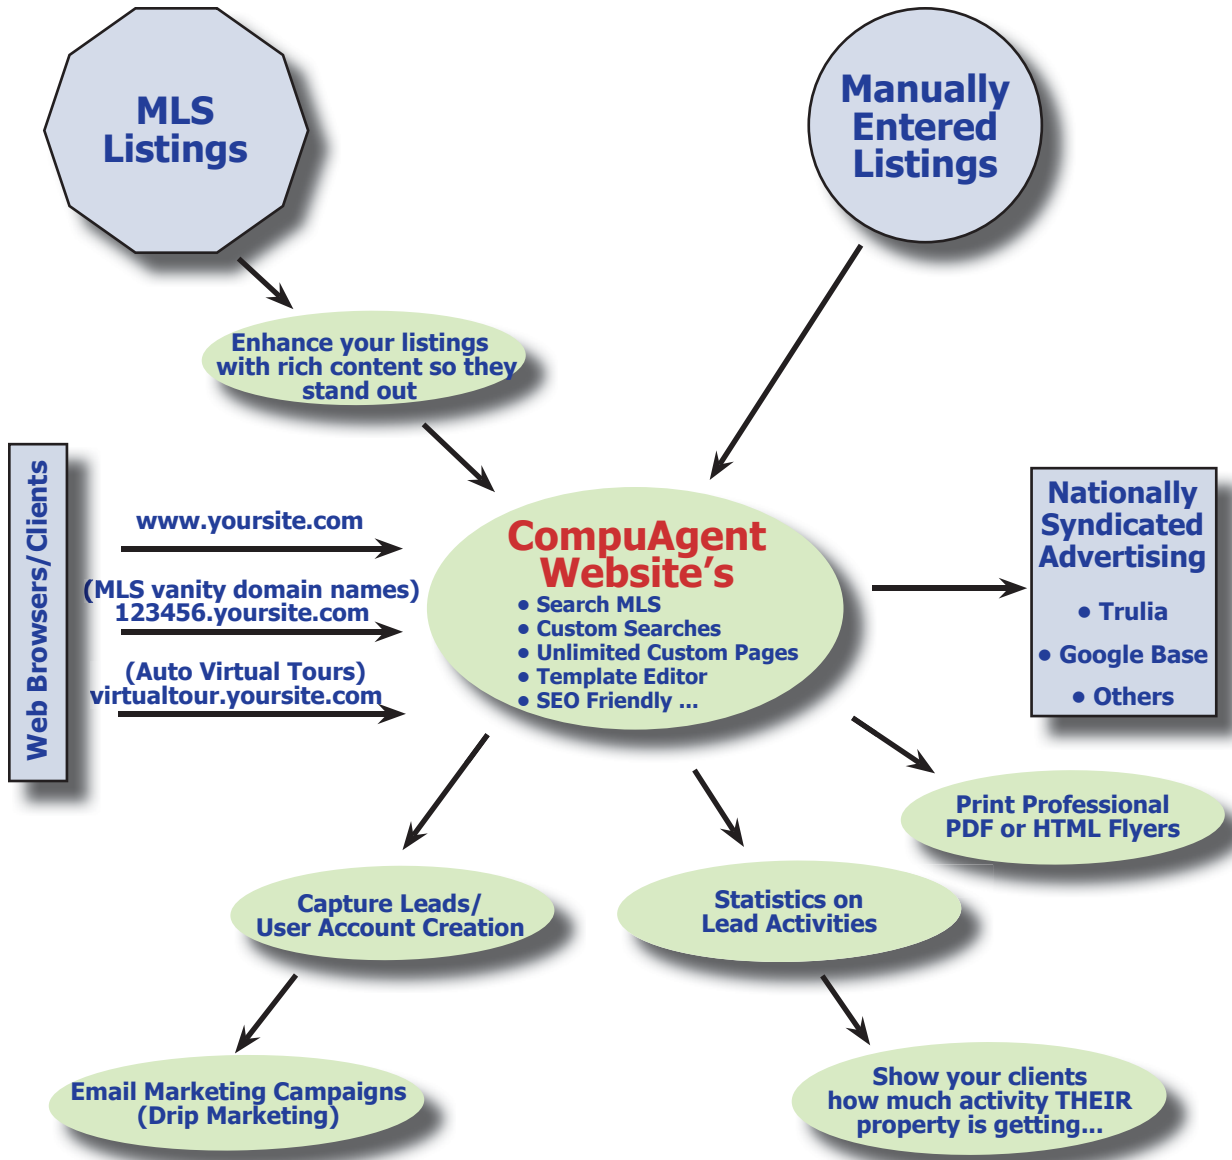 MLS
Listings
Manually
Entered
Listings
Enhance your listings
with rich content so they
stand out
Web Browsers/Clients
www.yoursite.com
(MLS vanity domain names)
123456.yoursite.com
(Auto Virtual Tours)
virtualtour.yoursite.com
CompuAgent
Website's
• Search MLS
• Custom Searches
• Unlimited Custom Pages
• Template Editor
• SEO Friendly ...
Nationally
Syndicated
Advertising
• Trulia
• Google Base
• Others
Print Professional
PDF or HTML Flyers
Capture Leads/
User Account Creation
Statistics on
Lead Activities
Email Marketing Campaigns
(Drip Marketing)
Show your clients
how much activity THEIR
property is getting...